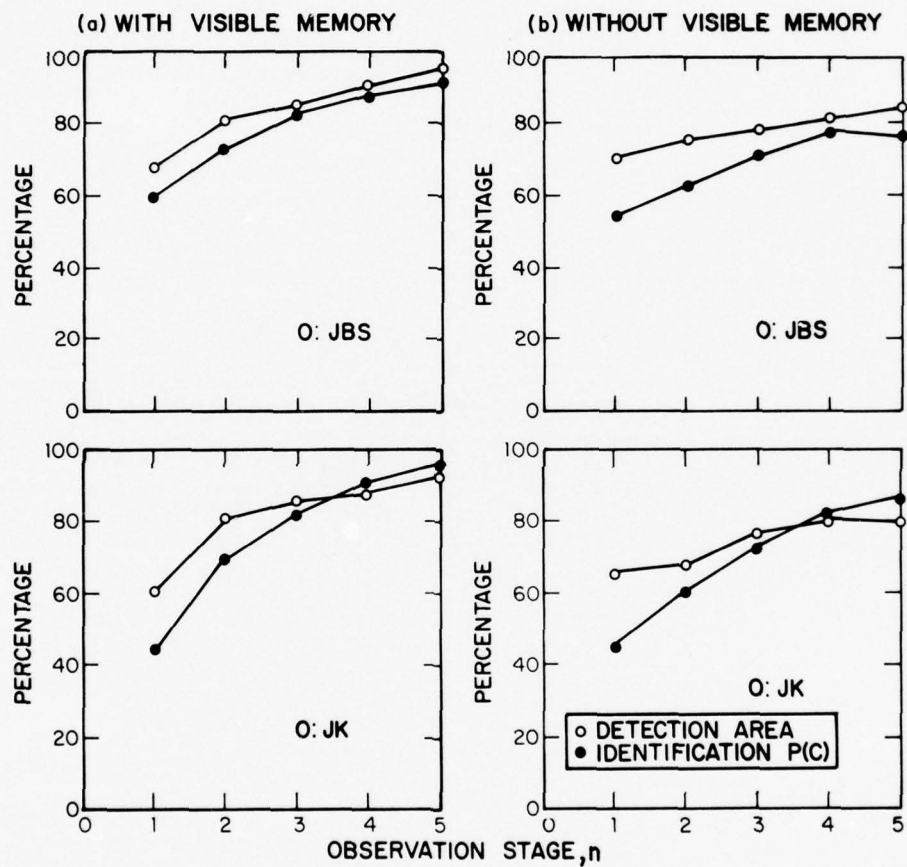 (a) WITH VISIBLE MEMORY
(b) WITHOUT VISIBLE MEMORY
100
80
60
40
20
0
PERCENTAGE
O: JBS
100
80
60
40
20
0
PERCENTAGE
O: JBS
100
80
60
40
20
0 1 2 3 4 5
PERCENTAGE
O: JK
100
80
60
40
20
0 1 2 3 4 5
PERCENTAGE
O: JK
○ DETECTION AREA
● IDENTIFICATION P(C)
OBSERVATION STAGE,n